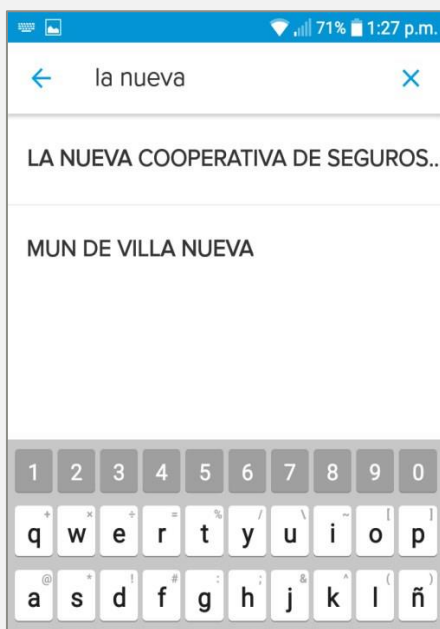 71% 1:27 p.m.
la nueva
LA NUEVA COOPERATIVA DE SEGUROS..
MUN DE VILLA NUEVA
1 2 3 4 5 6 7 8 9 0
+ × ÷ = % / \ ~ [ ]
q w e r t y u i o p
@ * ! # : ; & ^ ( )
a s d f g h j k l ñ